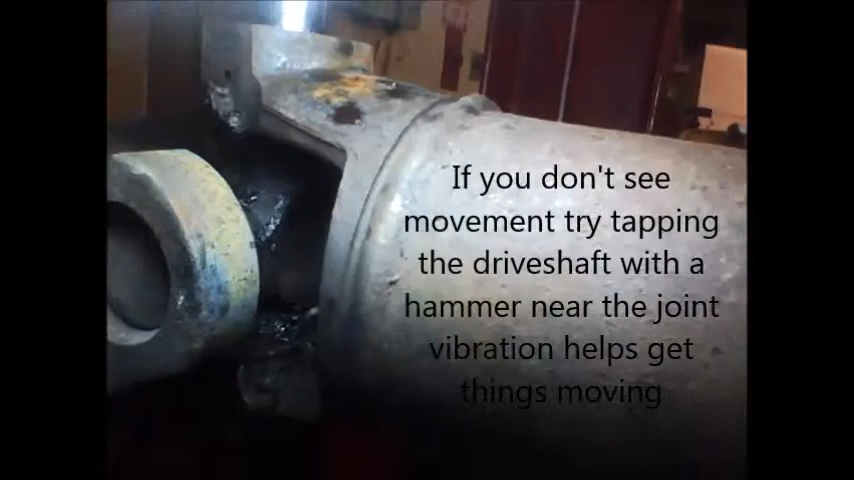 If you don't see
movement try tapping
the driveshaft with a
hammer near the joint
vibration helps get
things moving